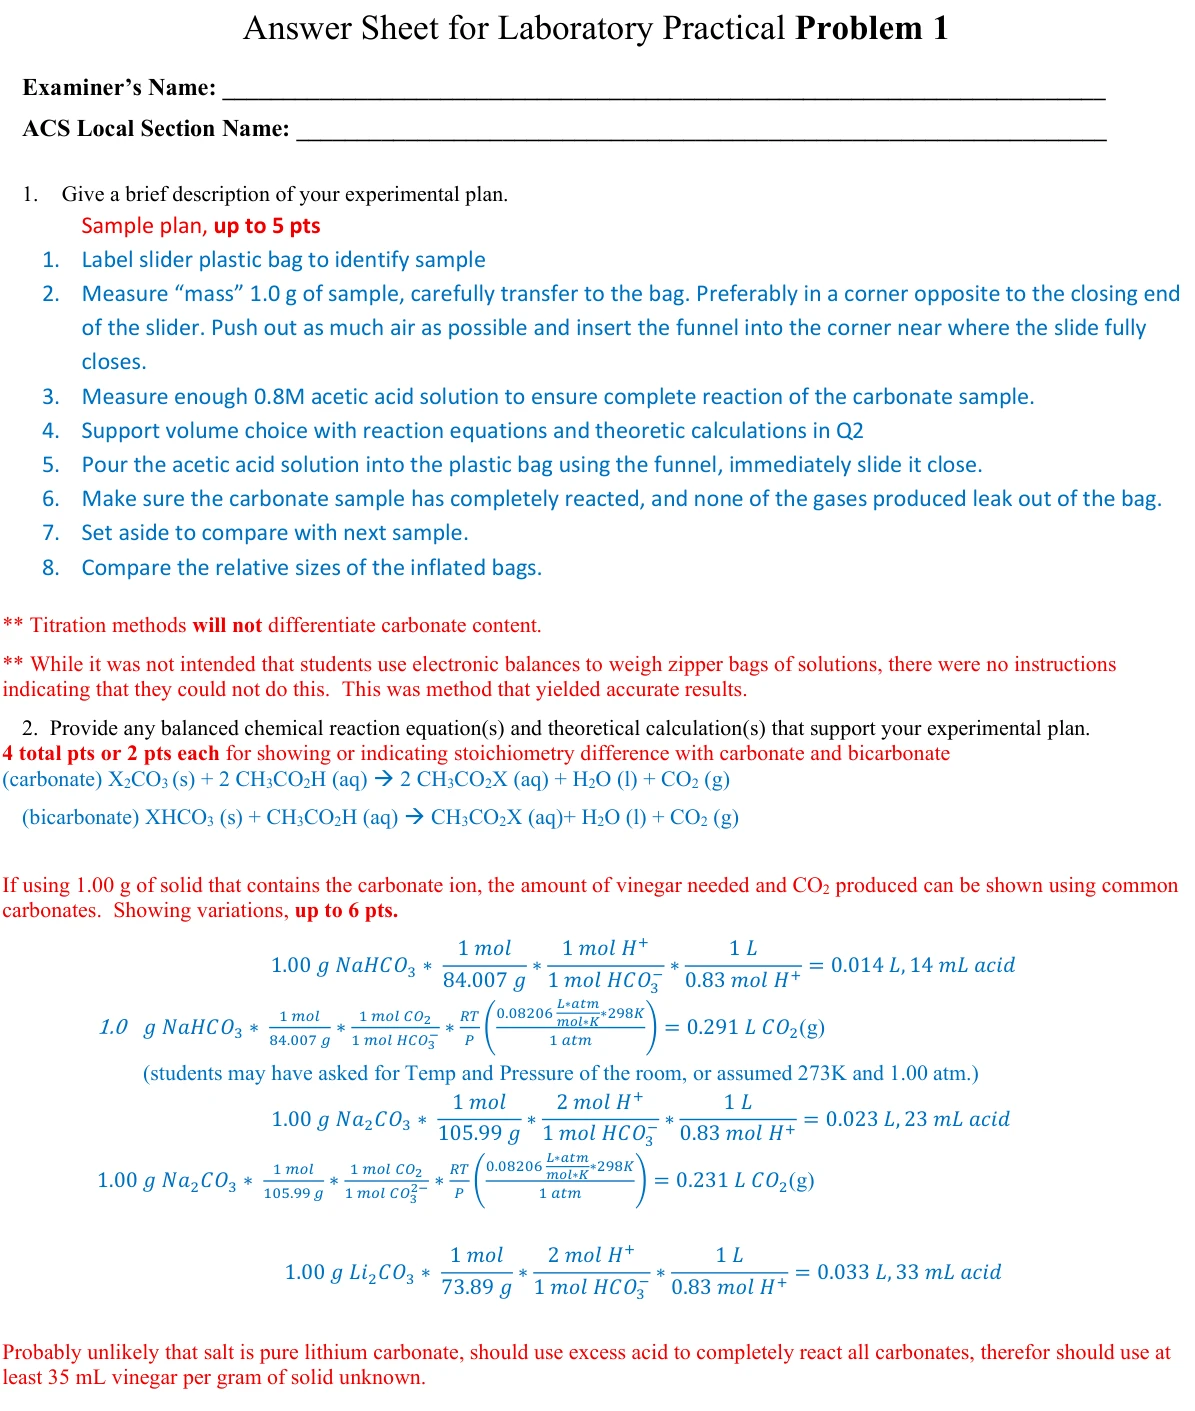 Answer Sheet for Laboratory Practical Problem 1
Examiner's Name: ____________________
ACS Local Section Name: ____________________
1. Give a brief description of your experimental plan.
Sample plan, up to 5 pts
1. Label slider plastic bag to identify sample
2. Measure "mass" 1.0 g of sample, carefully transfer to the bag. Preferably in a corner opposite to the closing end
of the slider. Push out as much air as possible and insert the funnel into the corner near where the slide fully
closes.
3. Measure enough 0.8M acetic acid solution to ensure complete reaction of the carbonate sample.
4. Support volume choice with reaction equations and theoretic calculations in Q2
5. Pour the acetic acid solution into the plastic bag using the funnel, immediately slide it close.
6. Make sure the carbonate sample has completely reacted, and none of the gases produced leak out of the bag.
7. Set aside to compare with next sample.
8. Compare the relative sizes of the inflated bags.
** Titration methods will not differentiate carbonate content.
** While it was not intended that students use electronic balances to weigh zipper bags of solutions, there were no instructions
indicating that they could not do this. This was method that yielded accurate results.
2. Provide any balanced chemical reaction equation(s) and theoretical calculation(s) that support your experimental plan.
4 total pts or 2 pts each for showing or indicating stoichiometry difference with carbonate and bicarbonate
(carbonate) X₂CO₃ (s) + 2 CH₃CO₂H (aq) → 2 CH₃CO₂X (aq) + H₂O (l) + CO₂ (g)
(bicarbonate) XHCO₃ (s) + CH₃CO₂H (aq) → CH₃CO₂X (aq)+ H₂O (l) + CO₂ (g)
If using 1.00 g of solid that contains the carbonate ion, the amount of vinegar needed and CO₂ produced can be shown using common
carbonates. Showing variations, up to 6 pts.
1.00 g NaHCO₃ * (1 mol / 84.007 g) * (1 mol H⁺ / 1 mol HCO₃⁻) * (1 L / 0.83 mol H⁺) = 0.014 L, 14 mL acid
1.0 g NaHCO₃ * (1 mol / 84.007 g) * (1 mol CO₂ / 1 mol HCO₃⁻) * (RT / P) (0.08206 (L*atm / mol*K) *298K / 1 atm) = 0.291 L CO₂(g)
(students may have asked for Temp and Pressure of the room, or assumed 273K and 1.00 atm.)
1.00 g Na₂CO₃ * (1 mol / 105.99 g) * (2 mol H⁺ / 1 mol HCO₃⁻) * (1 L / 0.83 mol H⁺) = 0.023 L, 23 mL acid
1.00 g Na₂CO₃ * (1 mol / 105.99 g) * (1 mol CO₂ / 1 mol CO₃²⁻) * (RT / P) (0.08206 (L*atm / mol*K) *298K / 1 atm) = 0.231 L CO₂(g)
1.00 g Li₂CO₃ * (1 mol / 73.89 g) * (2 mol H⁺ / 1 mol HCO₃⁻) * (1 L / 0.83 mol H⁺) = 0.033 L, 33 mL acid
Probably unlikely that salt is pure lithium carbonate, should use excess acid to completely react all carbonates, therefor should use at
least 35 mL vinegar per gram of solid unknown.